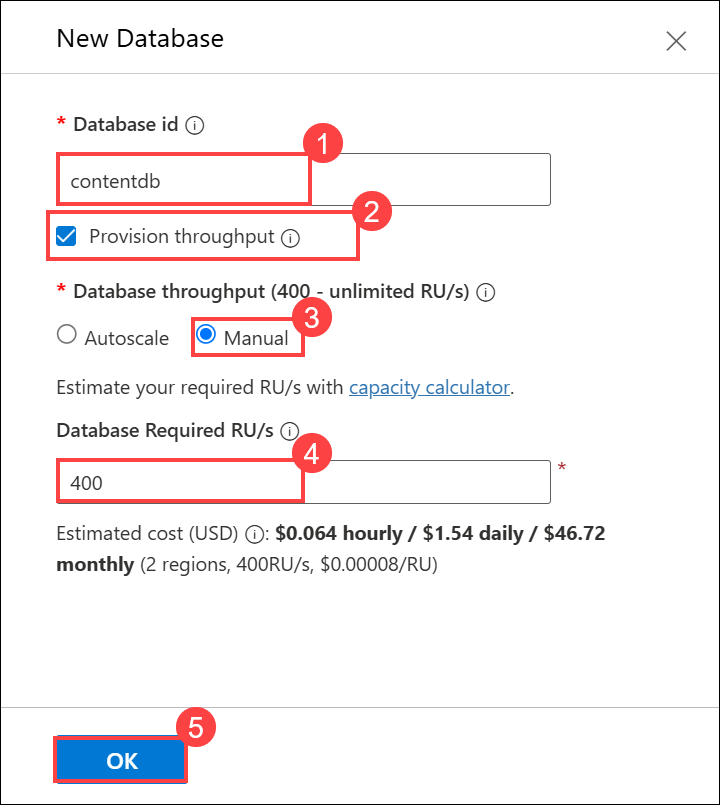 New Database
* Database id
1
contentdb
2
Provision throughput
* Database throughput (400 - unlimited RU/s)
3
Autoscale Manual
Estimate your required RU/s with capacity calculator.
Database Required RU/s
4
400 *
Estimated cost (USD) : $0.064 hourly / $1.54 daily / $46.72
monthly (2 regions, 400RU/s, $0.00008/RU)
5
OK